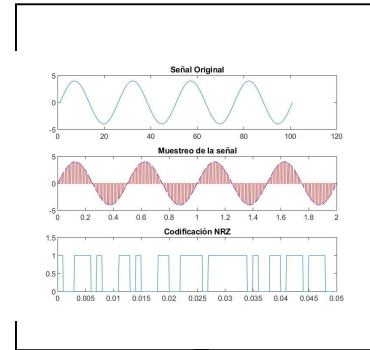 Señal Original
5
0
-5
0 20 40 60 80 100 120
Muestreo de la señal
5
0
-5
0 0.2 0.4 0.6 0.8 1 1.2 1.4 1.6 1.8 2
Codificación NRZ
1.5
1
0.5
0
0 0.005 0.01 0.015 0.02 0.025 0.03 0.035 0.04 0.045 0.05